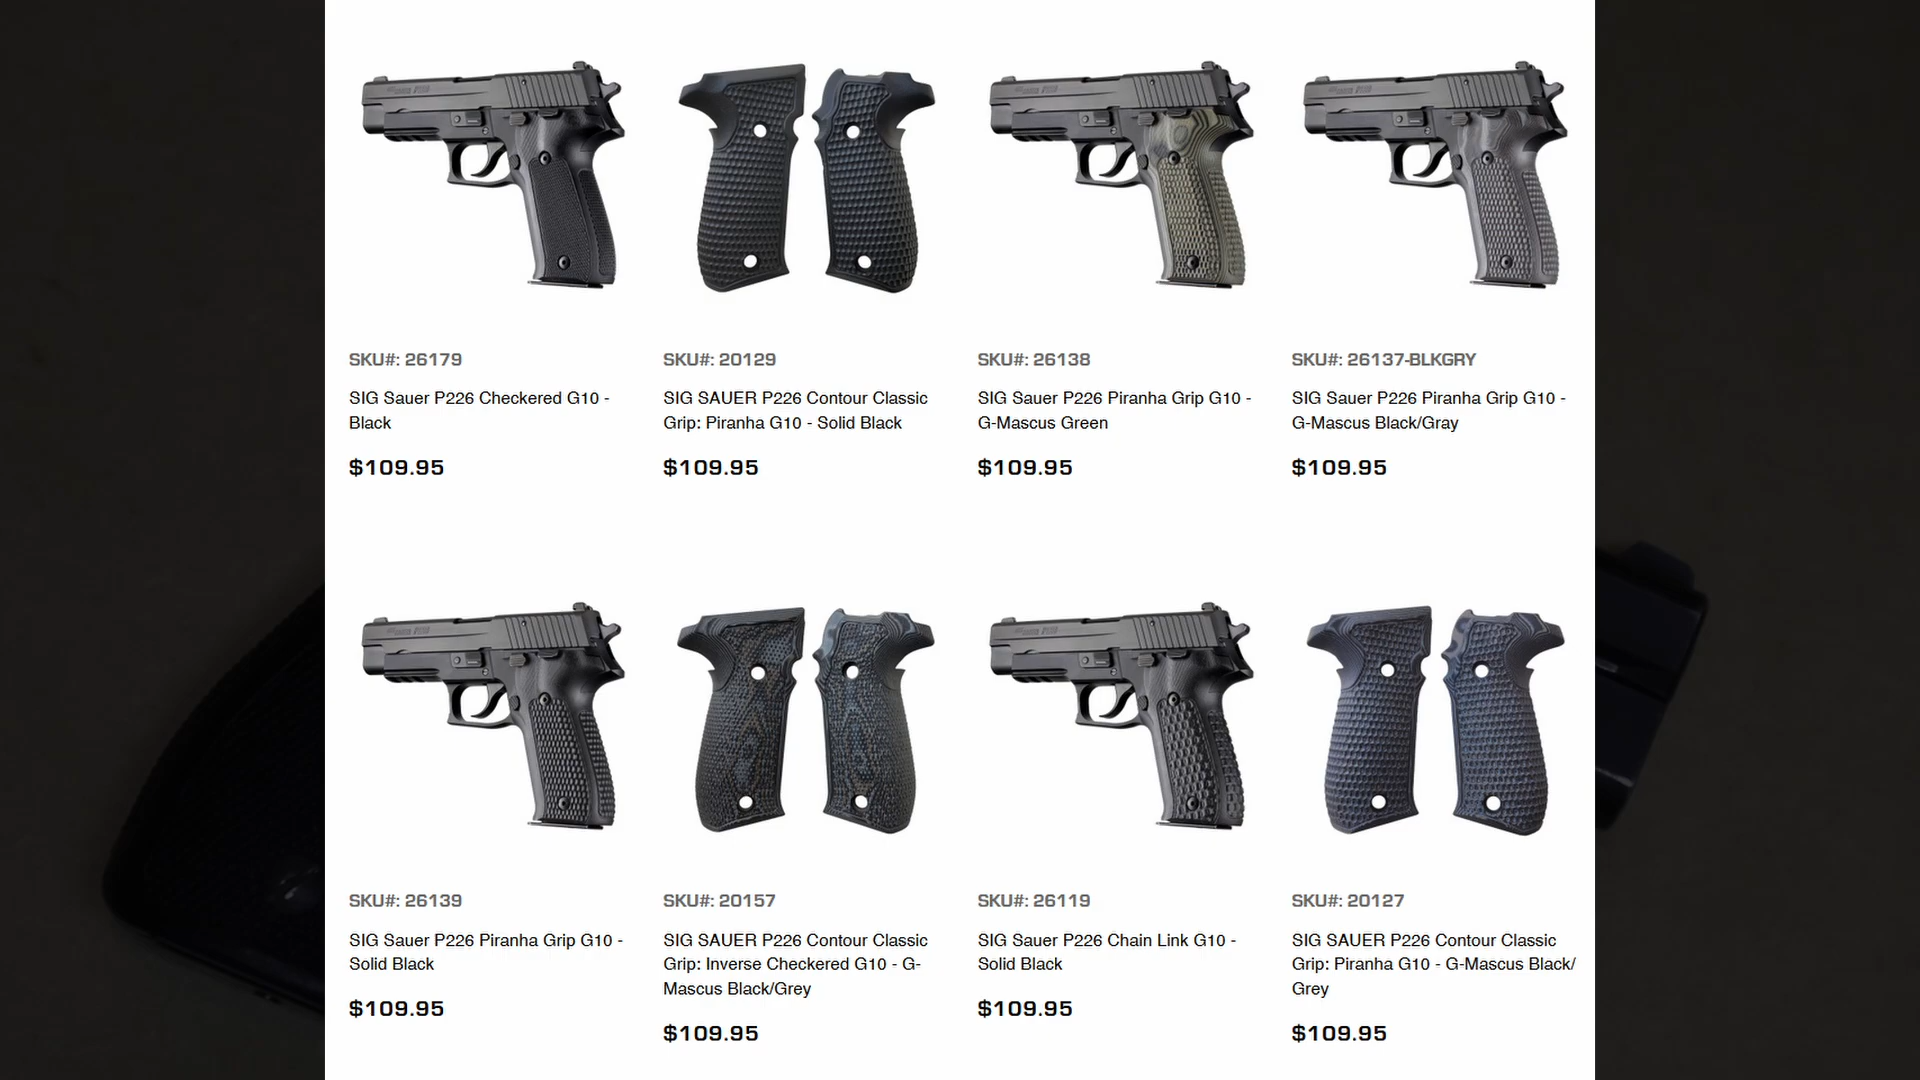 SKU#: 26179
SIG Sauer P226 Checkered G10 -
Black
$109.95
SKU#: 20129
SIG SAUER P226 Contour Classic
Grip: Piranha G10 - Solid Black
$109.95
SKU#: 26138
SIG Sauer P226 Piranha Grip G10 -
G-Mascus Green
$109.95
SKU#: 26137-BLKGRY
SIG Sauer P226 Piranha Grip G10 -
G-Mascus Black/Gray
$109.95
SKU#: 26139
SIG Sauer P226 Piranha Grip G10 -
Solid Black
$109.95
SKU#: 20157
SIG SAUER P226 Contour Classic
Grip: Inverse Checkered G10 - G-
Mascus Black/Grey
$109.95
SKU#: 26119
SIG Sauer P226 Chain Link G10 -
Solid Black
$109.95
SKU#: 20127
SIG SAUER P226 Contour Classic
Grip: Piranha G10 - G-Mascus Black/
Grey
$109.95